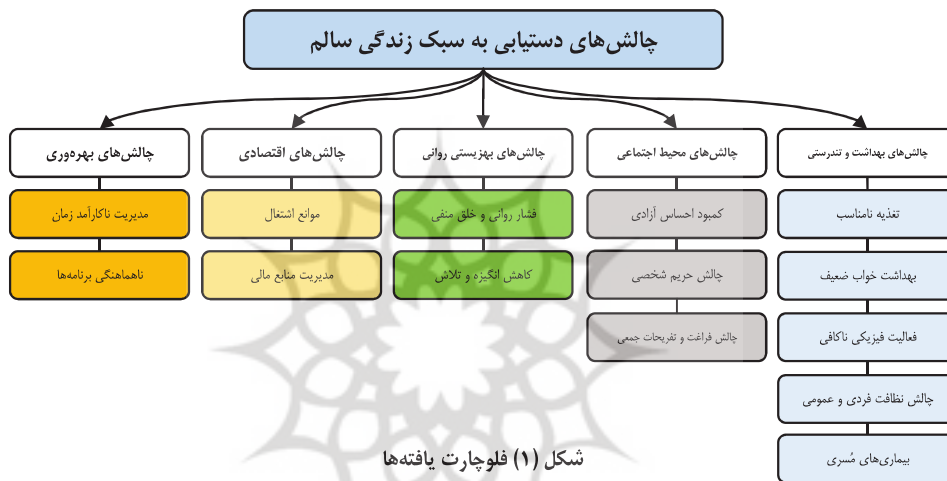 چالش‌های دستیابی به سبک زندگی سالم
چالش‌های بهداشت و تندرستی
تغذیه نامناسب
بهداشت خواب ضعیف
فعالیت فیزیکی ناکافی
چالش نظافت فردی و عمومی
بیماری‌های مُسری
چالش‌های محیط اجتماعی
کمبود احساس آزادی
چالش حریم شخصی
چالش فراغت و تفریحات جمعی
چالش‌های بهزیستی روانی
فشار روانی و خلق منفی
کاهش انگیزه و تلاش
چالش‌های اقتصادی
موانع اشتغال
مدیریت منابع مالی
چالش‌های بهره‌وری
مدیریت ناکارآمد زمان
ناهماهنگی برنامه‌ها
شکل (۱) فلوچارت یافته‌ها